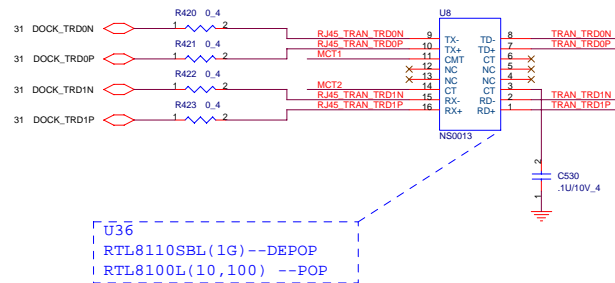 R420 0_4
U8
31 DOCK_TRD0N 1 2 RJ45_TRAN_TRD0N 9 TX- TD- 8 TRAN_TRD0N
R421 0_4 RJ45_TRAN_TRD0P 10 TX+ TD+ 7 TRAN_TRD0P
31 DOCK_TRD0P 1 2 MCT1 11 CMT CT 6
12 NC NC 5
R422 0_4 13 NC NC 4
31 DOCK_TRD1N 1 2 MCT2 14 CT CT 3
RJ45_TRAN_TRD1N 15 RX- RD- 2 TRAN_TRD1N
R423 0_4 RJ45_TRAN_TRD1P 16 RX+ RD+ 1 TRAN_TRD1P
31 DOCK_TRD1P 1 2
NS0013
2
C530
.1U/10V_4
1
U36
RTL8110SBL(1G)--DEPOP
RTL8100L(10,100) --POP